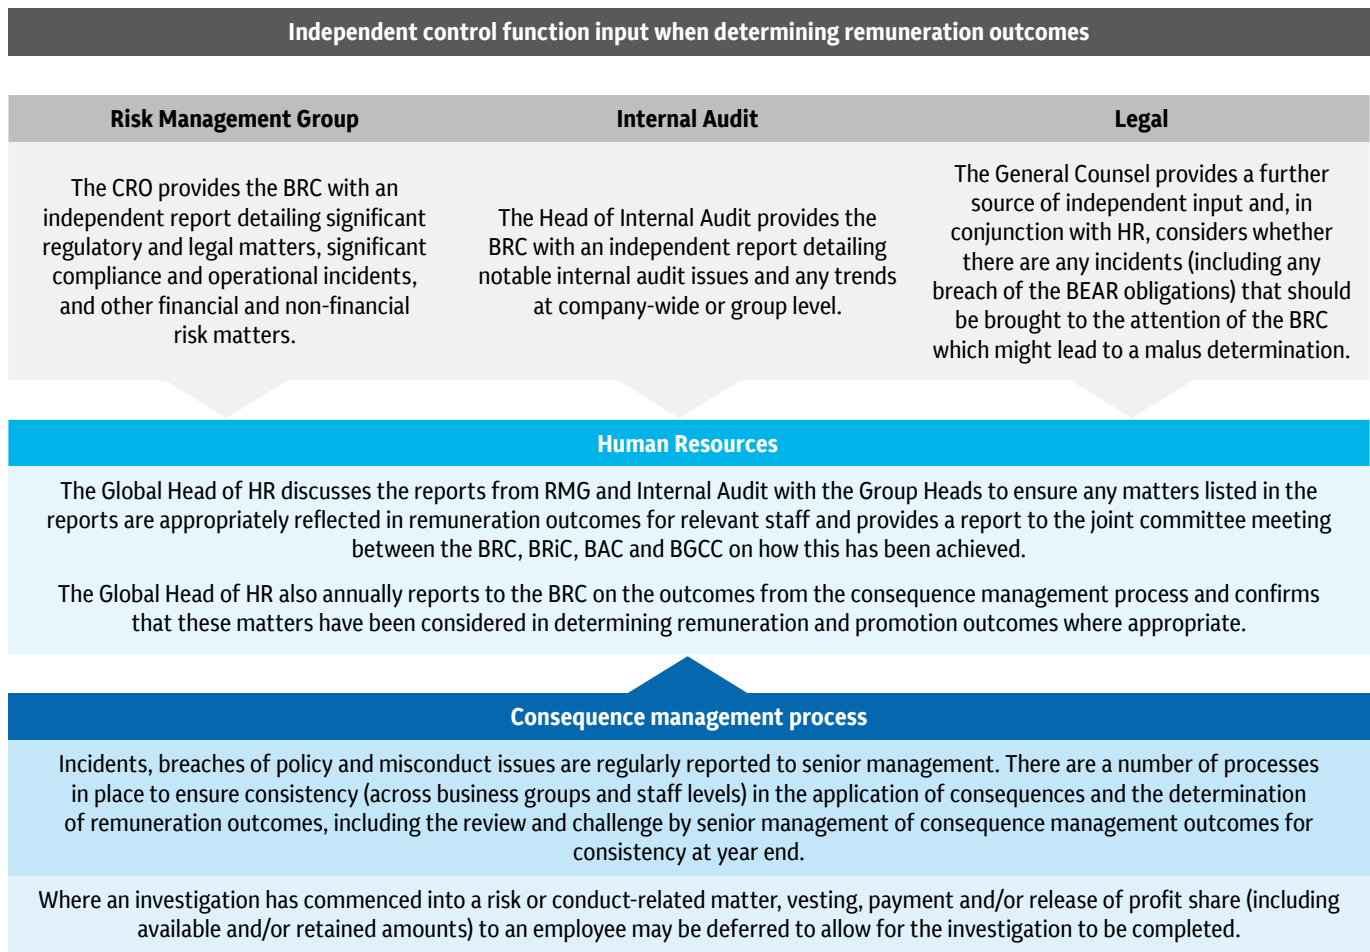 Independent control function input when determining remuneration outcomes
Risk Management Group
The CRO provides the BRC with an
independent report detailing significant
regulatory and legal matters, significant
compliance and operational incidents,
and other financial and non-financial
risk matters.
Internal Audit
The Head of Internal Audit provides the
BRC with an independent report detailing
notable internal audit issues and any trends
at company-wide or group level.
Legal
The General Counsel provides a further
source of independent input and, in
conjunction with HR, considers whether
there are any incidents (including any
breach of the BEAR obligations) that should
be brought to the attention of the BRC
which might lead to a malus determination.
Human Resources
The Global Head of HR discusses the reports from RMG and Internal Audit with the Group Heads to ensure any matters listed in the
reports are appropriately reflected in remuneration outcomes for relevant staff and provides a report to the joint committee meeting
between the BRC, BRiC, BAC and BGCC on how this has been achieved.
The Global Head of HR also annually reports to the BRC on the outcomes from the consequence management process and confirms
that these matters have been considered in determining remuneration and promotion outcomes where appropriate.
Consequence management process
Incidents, breaches of policy and misconduct issues are regularly reported to senior management. There are a number of processes
in place to ensure consistency (across business groups and staff levels) in the application of consequences and the determination
of remuneration outcomes, including the review and challenge by senior management of consequence management outcomes for
consistency at year end.
Where an investigation has commenced into a risk or conduct-related matter, vesting, payment and/or release of profit share (including
available and/or retained amounts) to an employee may be deferred to allow for the investigation to be completed.